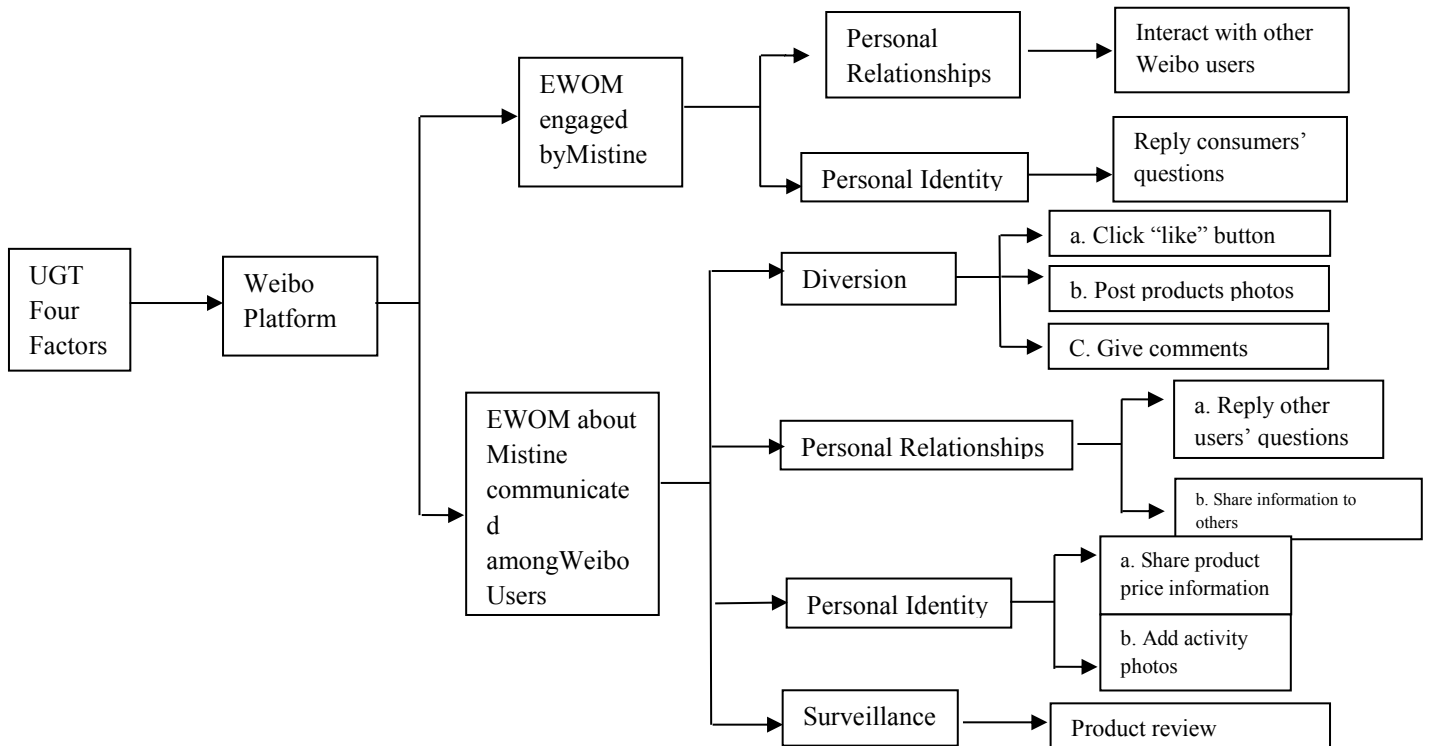 UGT
Four
Factors
Weibo
Platform
EWOM
engaged
byMistine
Personal
Relationships
Interact with other
Weibo users
Personal Identity
Reply consumers’
questions
EWOM about
Mistine
communicate
d
amongWeibo
Users
Diversion
a. Click “like” button
b. Post products photos
C. Give comments
Personal Relationships
a. Reply other
users’ questions
b. Share information to
others
Personal Identity
a. Share product
price information
b. Add activity
photos
Surveillance
Product review